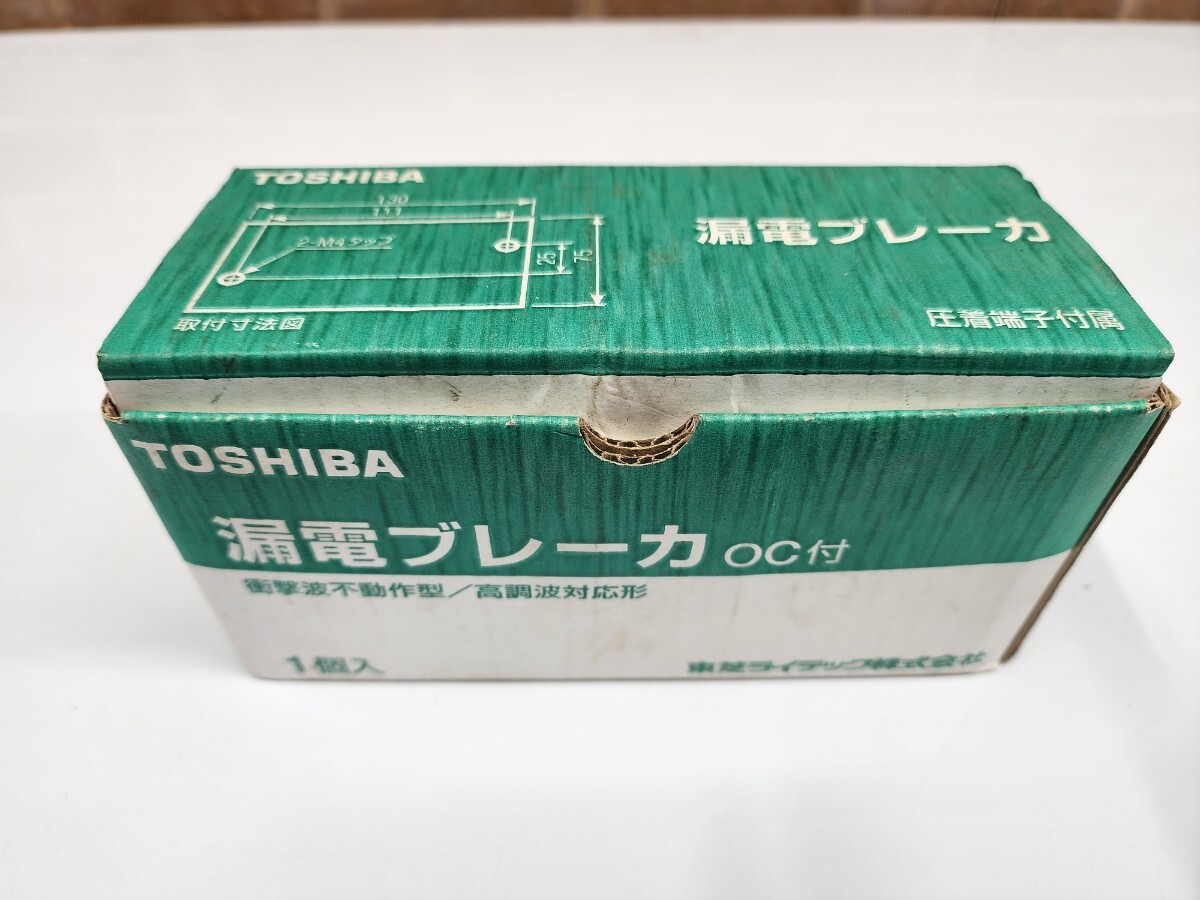 TOSHIBA
130
111
2-M4タップ
25
75
取付寸法図
漏電ブレーカ
圧着端子付属
TOSHIBA
漏電ブレーカ OC付
衝撃波不動作型／高調波対応形
1個入
東芝ライテック株式会社